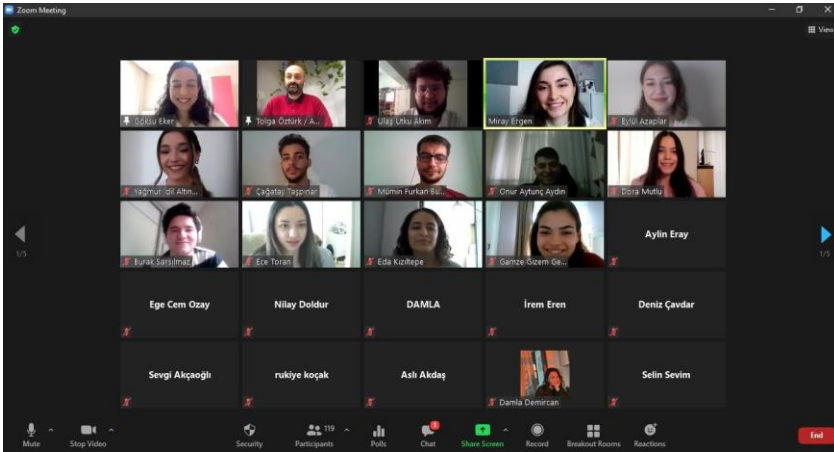 Zoom Meeting
View
Göksu Eker
Tolga Öztürk / A...
Ulaş Utku Akım
Miray Ergen
Eylül Azaplar
Yağmur İdil Altın...
Çağatay Taşpınar
Mümin Furkan Bu...
Onur Aytunç Aydın
Dora Mutlu
1/5
1/5
Burak Sarsılmaz
Ece Toran
Eda Kızıltepe
Gamze Gizem Ge...
Aylin Eray
Ege Cem Ozay
Nilay Doldur
DAMLA
İrem Eren
Deniz Çavdar
Sevgi Akçaoğlı
rukiye koçak
Aslı Akdaş
Damla Demircan
Selin Sevim
Mute
Stop Video
Security
119
Participants
Polls
Chat
Share Screen
Record
Breakout Rooms
Reactions
End